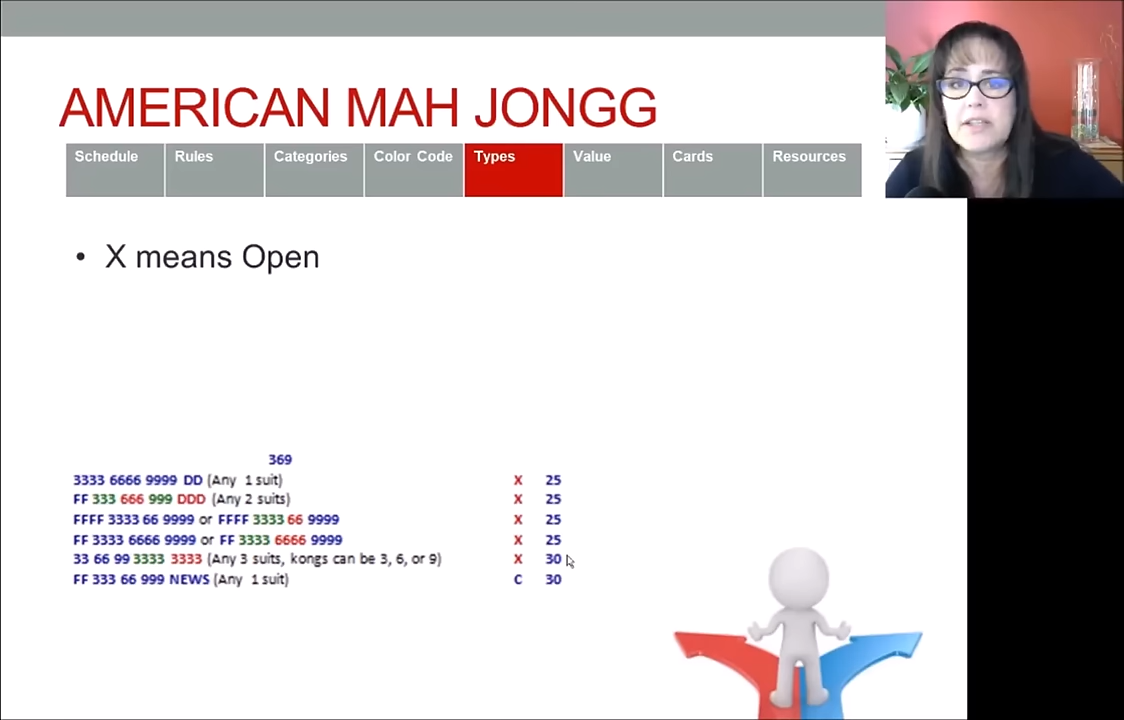 AMERICAN MAH JONGG
Schedule Rules Categories Color Code Types Value Cards Resources
• X means Open
369
3333 6666 9999 DD (Any 1 suit) X 25
FF 333 666 999 DDD (Any 2 suits) X 25
FFFF 3333 66 9999 or FFFF 3333 66 9999 X 25
FF 3333 6666 9999 or FF 3333 6666 9999 X 25
33 66 99 3333 3333 (Any 3 suits, kongs can be 3, 6, or 9) X 30
FF 333 66 999 NEWS (Any 1 suit) C 30